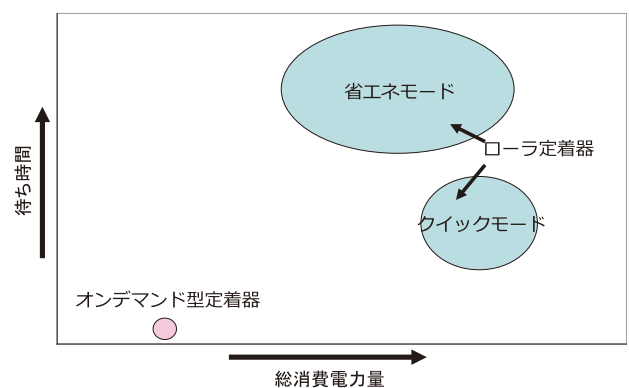 省エネモード
ローラ定着器
クイックモード
オンデマンド型定着器
待ち時間
総消費電力量